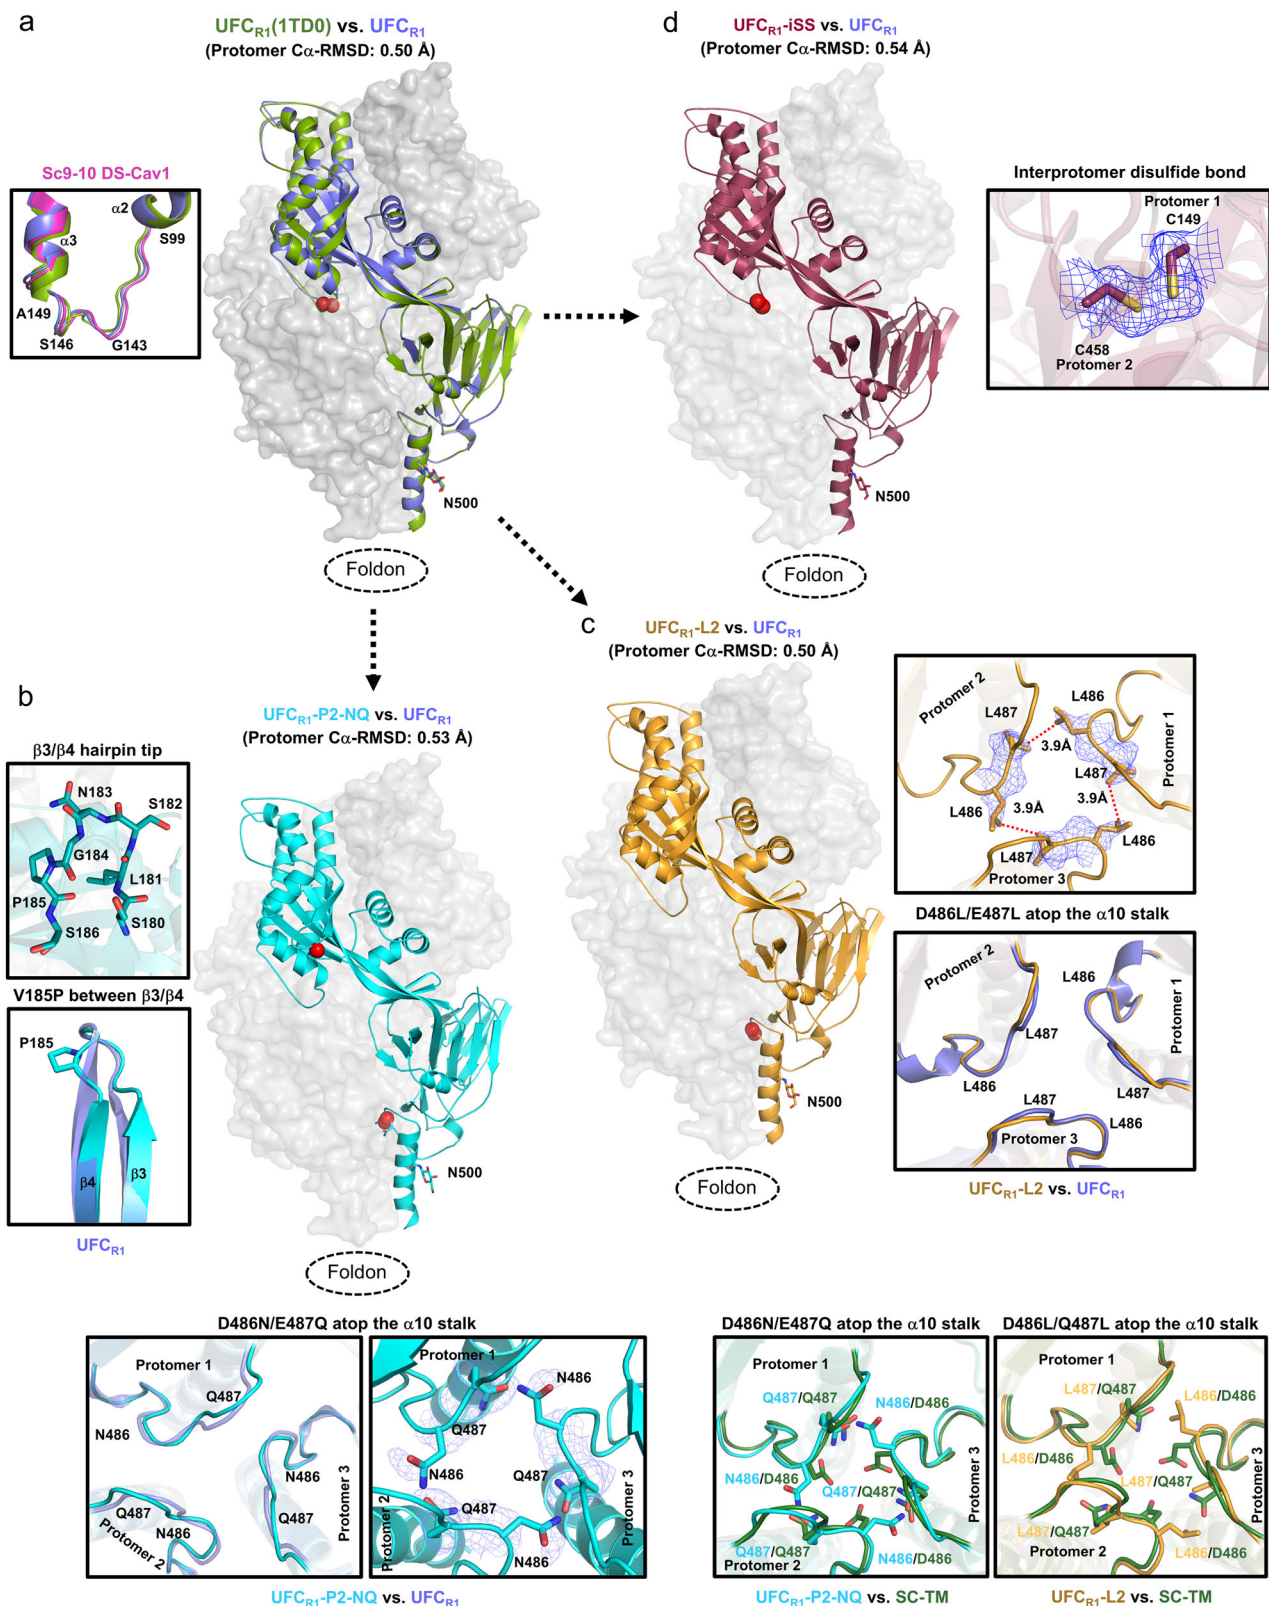 a
UFCR1(1TD0) vs. UFCR1
(Protomer Cα-RMSD: 0.50 Å)
Sc9-10 DS-Cav1
α2
S99
α3
A149
S146
G143
N500
Foldon
d
UFCR1-iSS vs. UFCR1
(Protomer Cα-RMSD: 0.54 Å)
Interprotomer disulfide bond
Protomer 1
C149
C458
Protomer 2
N500
Foldon
b
UFCR1-P2-NQ vs. UFCR1
(Protomer Cα-RMSD: 0.53 Å)
β3/β4 hairpin tip
N183
S182
G184
L181
P185
S180
S186
V185P between β3/β4
P185
β3
β4
UFCR1
N500
Foldon
c
UFCR1-L2 vs. UFCR1
(Protomer Cα-RMSD: 0.50 Å)
N500
Foldon
Protomer 2
L486
L487
Protomer 1
3.9Å
L487
3.9Å
L486
3.9Å
L486
L487
Protomer 3
D486L/E487L atop the α10 stalk
Protomer 2
L486
Protomer 1
L487
L486
L487
L487
L486
Protomer 3
UFCR1-L2 vs. UFCR1
D486N/E487Q atop the α10 stalk
Protomer 1
Q487
N486
N486
Protomer 3
Q487
Q487
N486
Protomer 2
Protomer 1
N486
Q487
N486
Q487
Q487
Protomer 2
Protomer 3
N486
UFCR1-P2-NQ vs. UFCR1
D486N/E487Q atop the α10 stalk
Protomer 1
Q487/Q487
N486/D486
Protomer 3
N486/D486
Q487/Q487
Q487/Q487
N486/D486
Protomer 2
UFCR1-P2-NQ vs. SC-TM
D486L/Q487L atop the α10 stalk
Protomer 1
L487/Q487
L486/D486
Protomer 3
L486/D486
L487/Q487
L487/Q487
Protomer 2
L486/D486
UFCR1-L2 vs. SC-TM